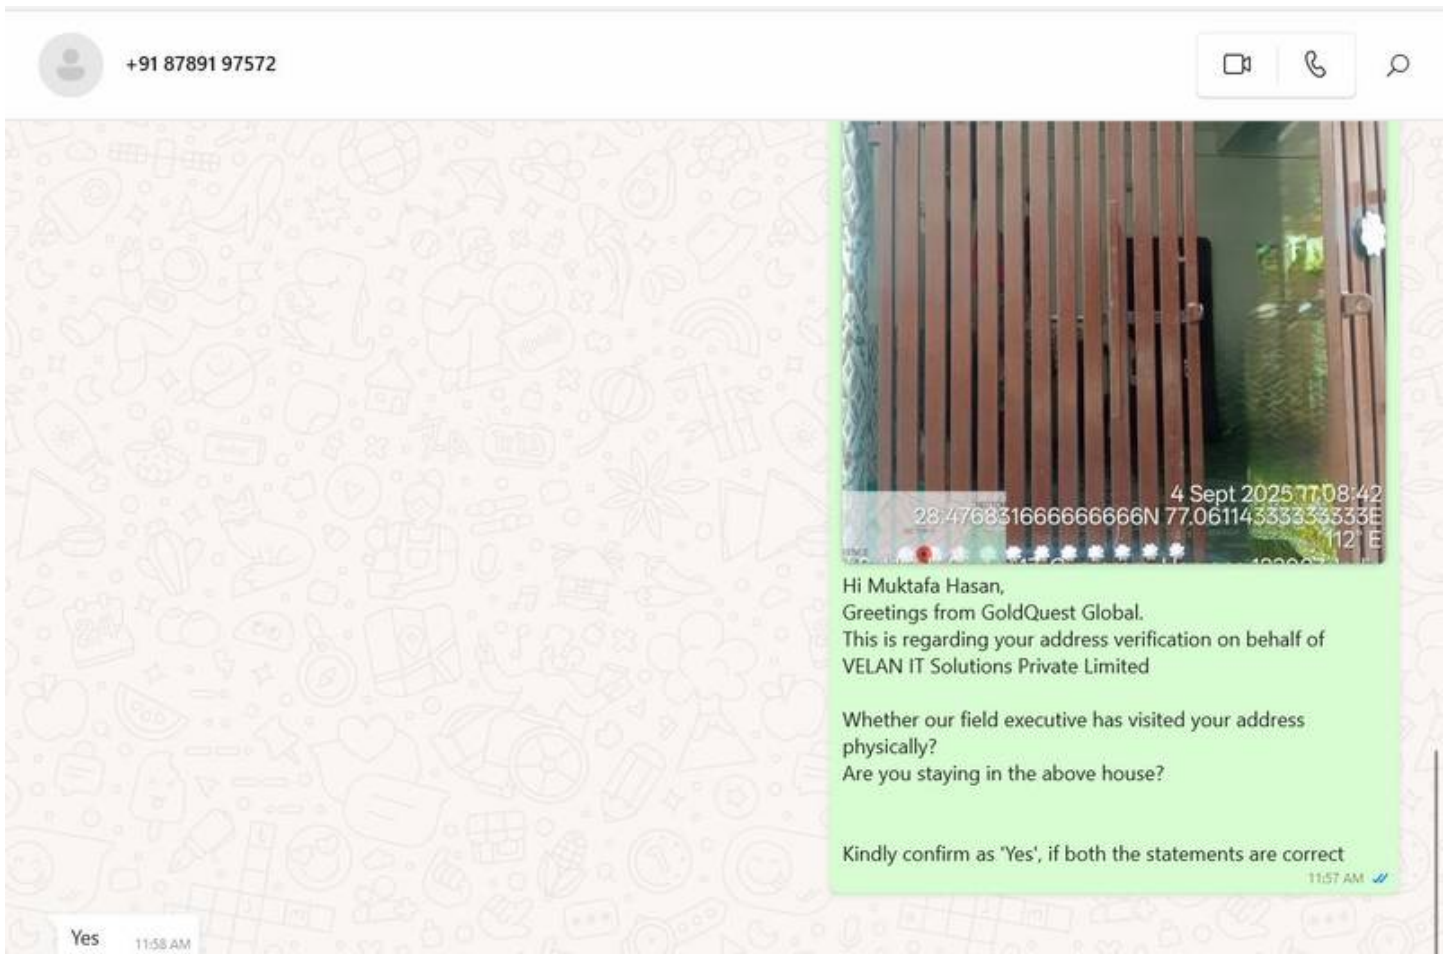 +91 87891 97572
4 Sept 2025 17:08:42
28.476831666666666N 77.06114333333333E
112° E
Hi Muktafa Hasan,
Greetings from GoldQuest Global.
This is regarding your address verification on behalf of
VELAN IT Solutions Private Limited
Whether our field executive has visited your address
physically?
Are you staying in the above house?
Kindly confirm as 'Yes', if both the statements are correct
11:57 AM
Yes
11:58 AM